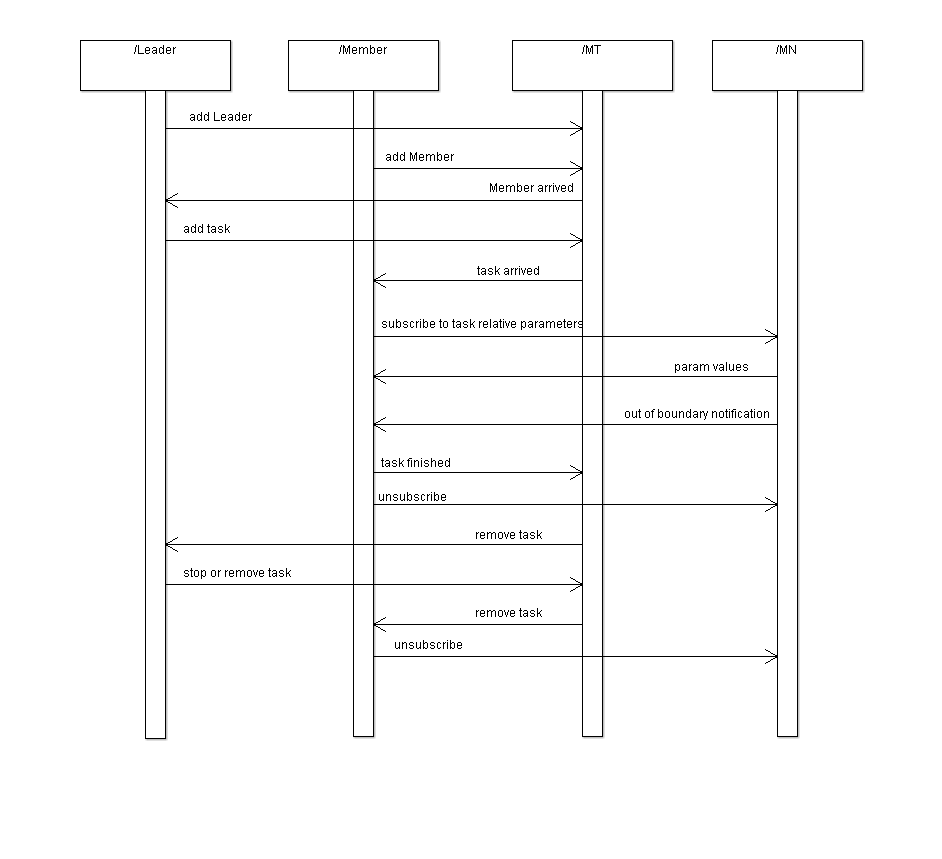 /Leader
/Member
/MT
/MN
add Leader
add Member
Member arrived
add task
task arrived
subscribe to task relative parameters
param values
out of boundary notification
task finished
unsubscribe
remove task
stop or remove task
remove task
unsubscribe